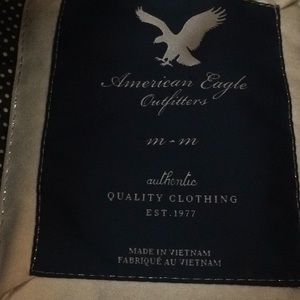 American Eagle
Outfitters
m - m
authentic
QUALITY CLOTHING
EST. 1977
MADE IN VIETNAM
FABRIQUÉ AU VIETNAM